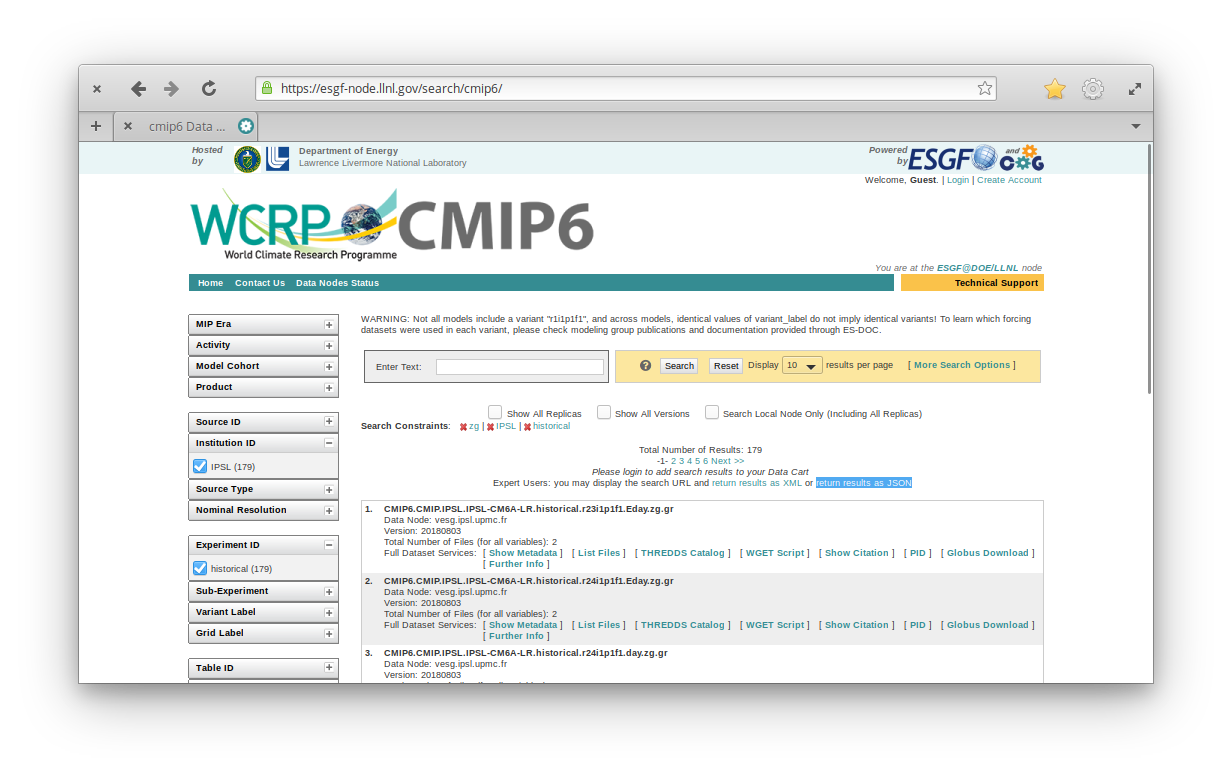 https://esgf-node.llnl.gov/search/cmip6/
cmip6 Data ...
Hosted by
Department of Energy
Lawrence Livermore National Laboratory
Powered by ESGF and CoG
Welcome, Guest. | Login | Create Account
WCRP CMIP6
World Climate Research Programme
You are at the ESGF@DOE/LLNL node
Home Contact Us Data Nodes Status
Technical Support
MIP Era
Activity
Model Cohort
Product
Source ID
Institution ID
IPSL (179)
Source Type
Nominal Resolution
Experiment ID
historical (179)
Sub-Experiment
Variant Label
Grid Label
Table ID
WARNING: Not all models include a variant "r1i1p1f1", and across models, identical values of variant_label do not imply identical variants! To learn which forcing
datasets were used in each variant, please check modeling group publications and documentation provided through ES-DOC.
Enter Text:
Search Reset Display 10 results per page [ More Search Options ]
Show All Replicas Show All Versions Search Local Node Only (Including All Replicas)
Search Constraints: zg | IPSL | historical
Total Number of Results: 179
-1- 2 3 4 5 6 Next >>
Please login to add search results to your Data Cart
Expert Users: you may display the search URL and return results as XML or return results as JSON
1. CMIP6.CMIP.IPSL.IPSL-CM6A-LR.historical.r23i1p1f1.Eday.zg.gr
Data Node: vesg.ipsl.upmc.fr
Version: 20180803
Total Number of Files (for all variables): 2
Full Dataset Services: [ Show Metadata ] [ List Files ] [ THREDDS Catalog ] [ WGET Script ] [ Show Citation ] [ PID ] [ Globus Download ]
[ Further Info ]
2. CMIP6.CMIP.IPSL.IPSL-CM6A-LR.historical.r24i1p1f1.Eday.zg.gr
Data Node: vesg.ipsl.upmc.fr
Version: 20180803
Total Number of Files (for all variables): 2
Full Dataset Services: [ Show Metadata ] [ List Files ] [ THREDDS Catalog ] [ WGET Script ] [ Show Citation ] [ PID ] [ Globus Download ]
[ Further Info ]
3. CMIP6.CMIP.IPSL.IPSL-CM6A-LR.historical.r24i1p1f1.day.zg.gr
Data Node: vesg.ipsl.upmc.fr
Version: 20180803